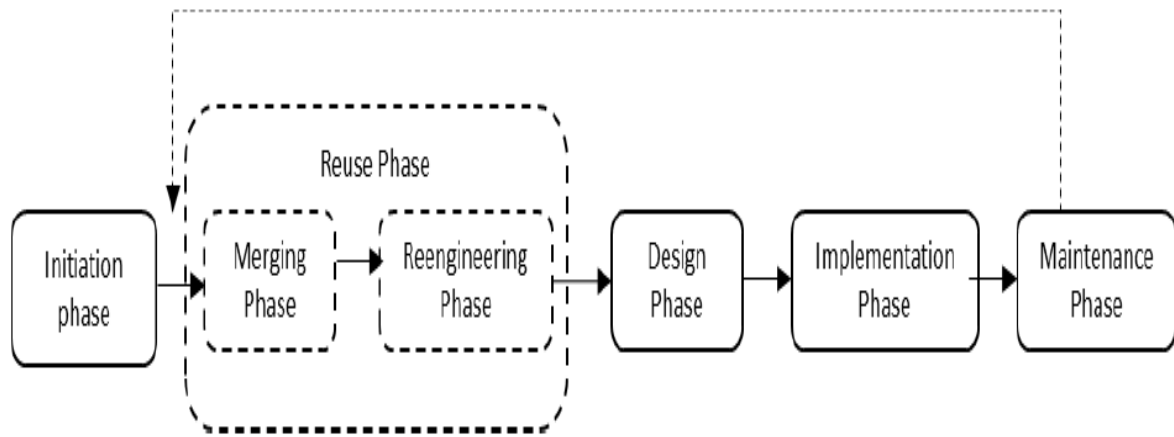 Reuse Phase
Initiation
phase
Merging
Phase
Reengineering
Phase
Design
Phase
Implementation
Phase
Maintenance
Phase